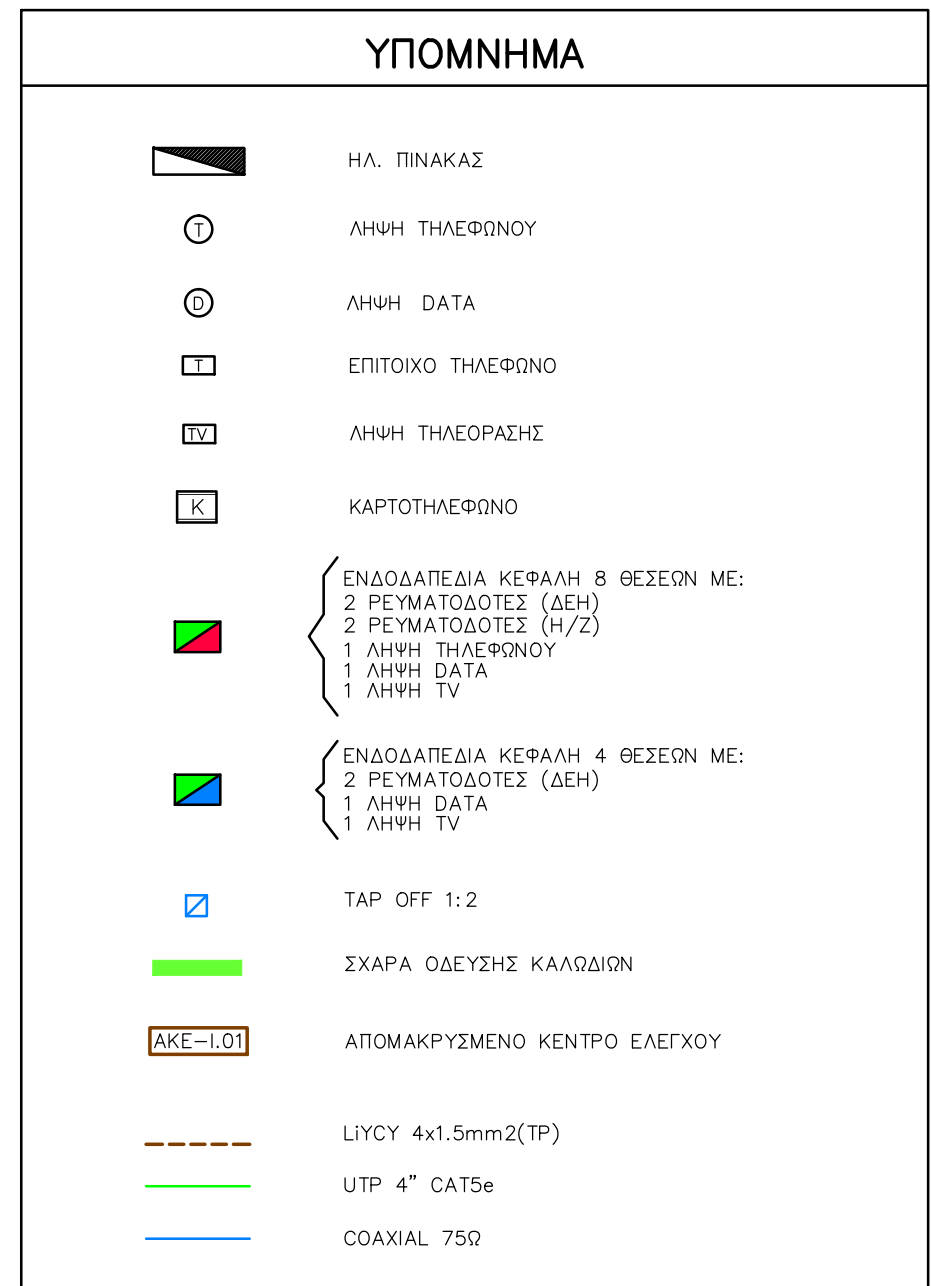 ΥΠΟΜΝΗΜΑ
ΗΛ. ΠΙΝΑΚΑΣ
T ΛΗΨΗ ΤΗΛΕΦΩΝΟΥ
D ΛΗΨΗ DATA
T ΕΠΙΤΟΙΧΟ ΤΗΛΕΦΩΝΟ
TV ΛΗΨΗ ΤΗΛΕΟΡΑΣΗΣ
K ΚΑΡΤΟΤΗΛΕΦΩΝΟ
ΕΝΔΟΔΑΠΕΔΙΑ ΚΕΦΑΛΗ 8 ΘΕΣΕΩΝ ΜΕ:
2 ΡΕΥΜΑΤΟΔΟΤΕΣ (ΔΕΗ)
2 ΡΕΥΜΑΤΟΔΟΤΕΣ (Η/Ζ)
1 ΛΗΨΗ ΤΗΛΕΦΩΝΟΥ
1 ΛΗΨΗ DATA
1 ΛΗΨΗ TV
ΕΝΔΟΔΑΠΕΔΙΑ ΚΕΦΑΛΗ 4 ΘΕΣΕΩΝ ΜΕ:
2 ΡΕΥΜΑΤΟΔΟΤΕΣ (ΔΕΗ)
1 ΛΗΨΗ DATA
1 ΛΗΨΗ TV
TAP OFF 1:2
ΣΧΑΡΑ ΟΔΕΥΣΗΣ ΚΑΛΩΔΙΩΝ
AKE-I.01 ΑΠΟΜΑΚΡΥΣΜΕΝΟ ΚΕΝΤΡΟ ΕΛΕΓΧΟΥ
LiYCY 4x1.5mm2(TP)
UTP 4" CAT5e
COAXIAL 75Ω